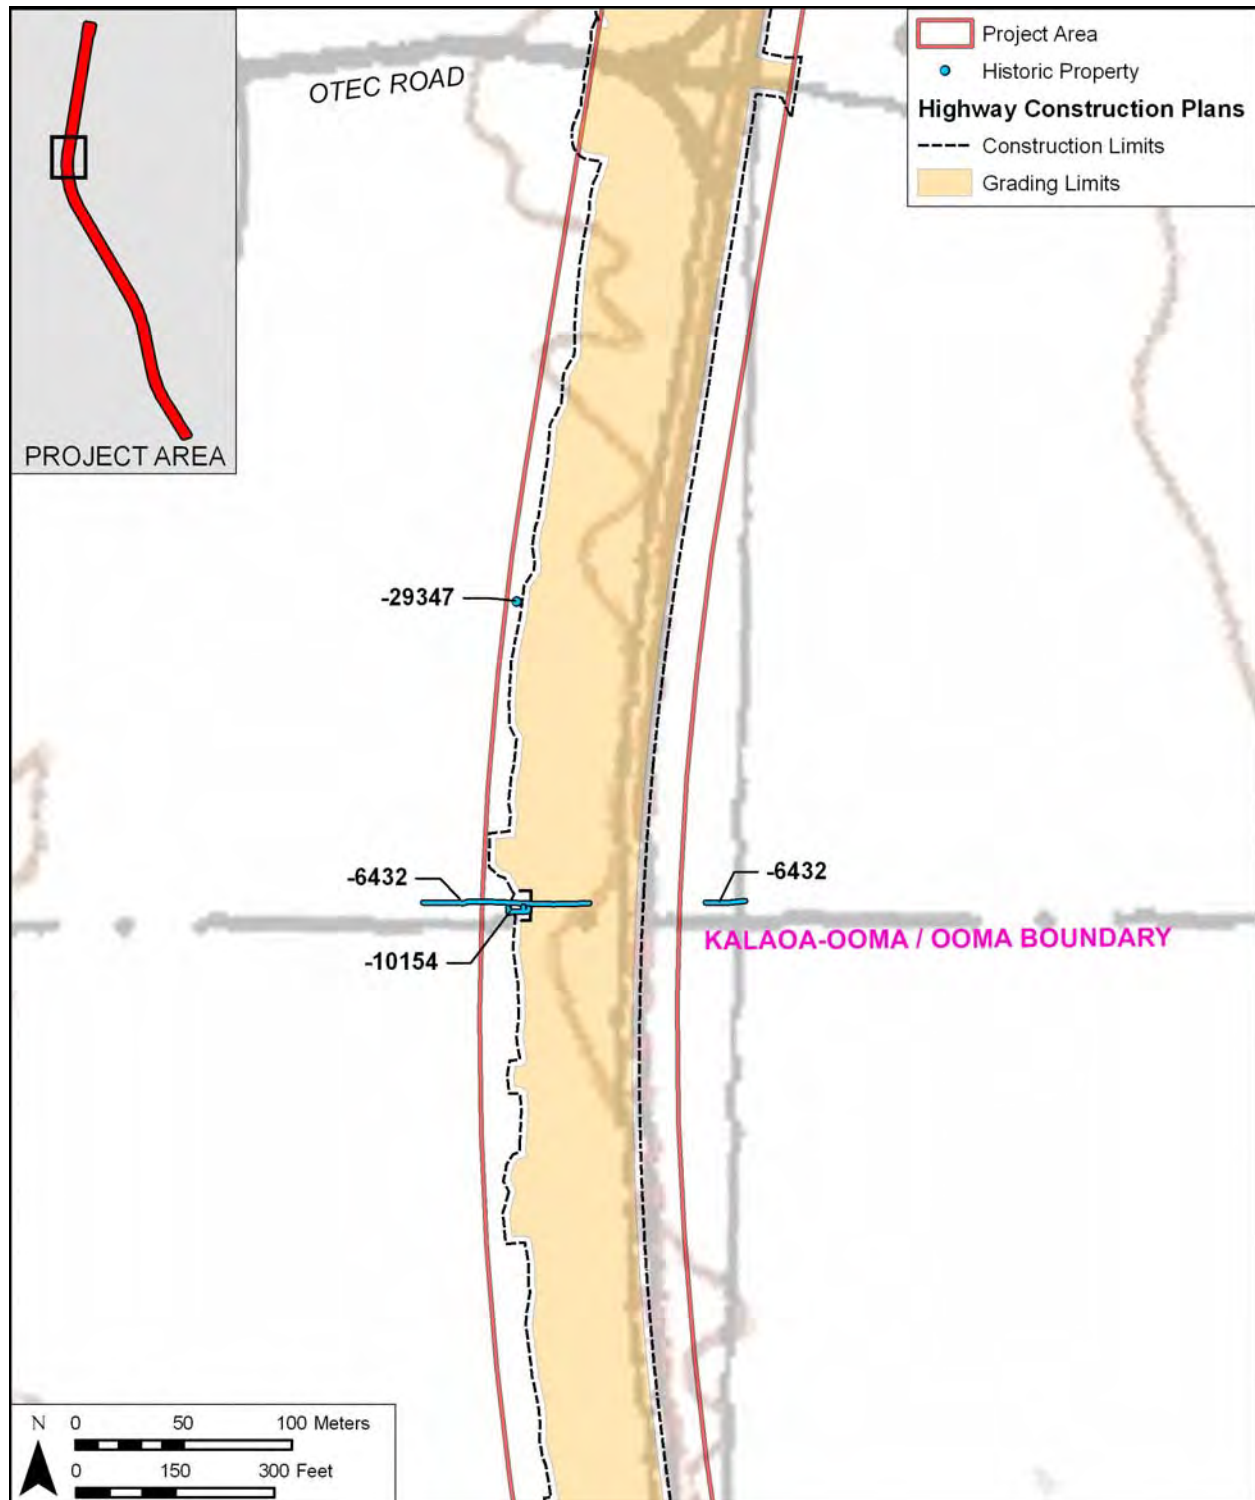 PROJECT AREA
OTEC ROAD
Project Area
Historic Property
Highway Construction Plans
Construction Limits
Grading Limits
-29347
-6432
-6432
-10154
KALAOA-OOMA / OOMA BOUNDARY
N 0 50 100 Meters
0 150 300 Feet